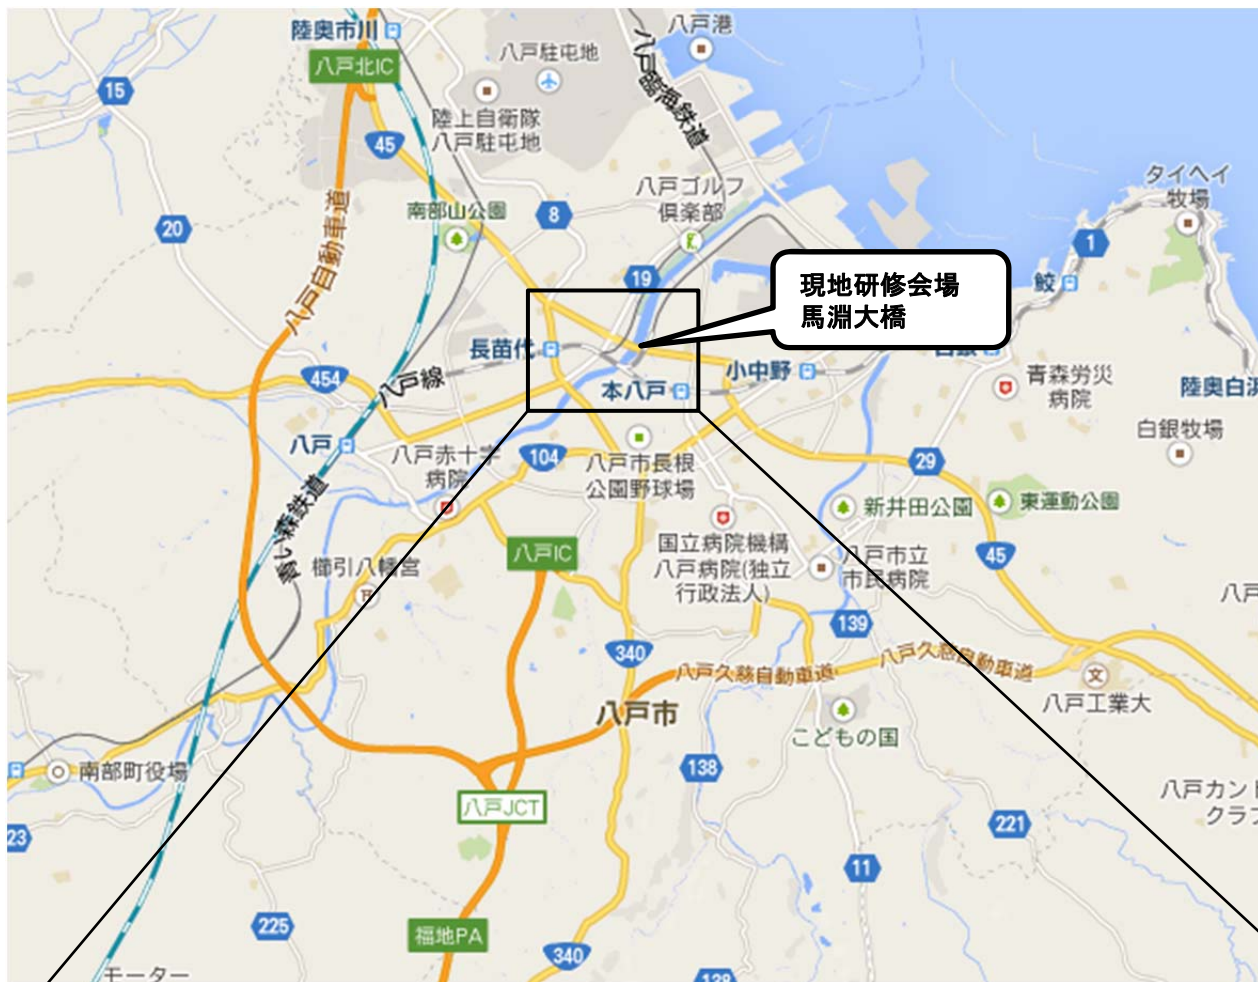 陸奥市川
八戸北IC
八戸駐屯地
八戸港
八戸臨海鉄道
15
陸上自衛隊
八戸駐屯地
45
タイヘイ
牧場
八戸ゴルフ
倶楽部
南部山公園
8
20
八戸自動車道
1
19
現地研修会場
馬淵大橋
鮫
長苗代
白銀
小中野
454
八戸線
本八戸
青森労災
病院
陸奥白浜
八戸
八戸赤十字
病院
104
八戸市長根
公園野球場
29
白銀牧場
青い森鉄道
新井田公園
東運動公園
国立病院機構
八戸病院(独立
行政法人)
八戸IC
八戸市立
市民病院
45
櫛引八幡宮
八戸
139
340
八戸久慈自動車道
八戸久慈自動車道
文
八戸工業大
八戸市
こどもの国
138
南部町役場
八戸JCT
八戸カント
クラブ
23
221
11
225
福地PA
340
モーター
138